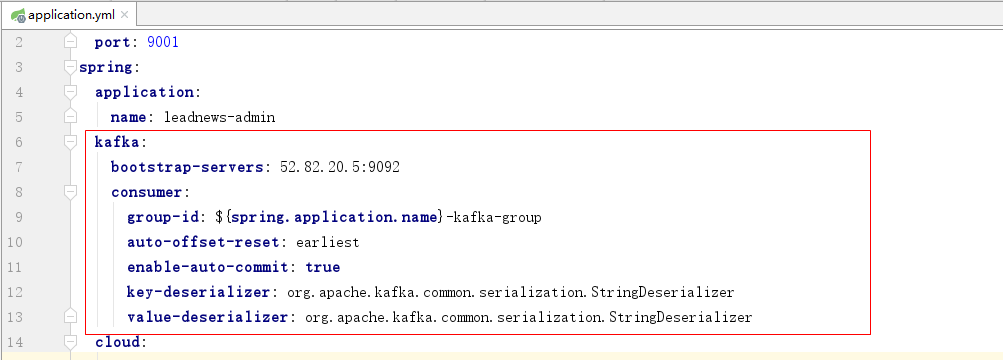 application.yml
2 port: 9001
3 spring:
4 application:
5 name: leadnews-admin
6 kafka:
7 bootstrap-servers: 52.82.20.5:9092
8 consumer:
9 group-id: ${spring.application.name}-kafka-group
10 auto-offset-reset: earliest
11 enable-auto-commit: true
12 key-deserializer: org.apache.kafka.common.serialization.StringDeserializer
13 value-deserializer: org.apache.kafka.common.serialization.StringDeserializer
14 cloud: